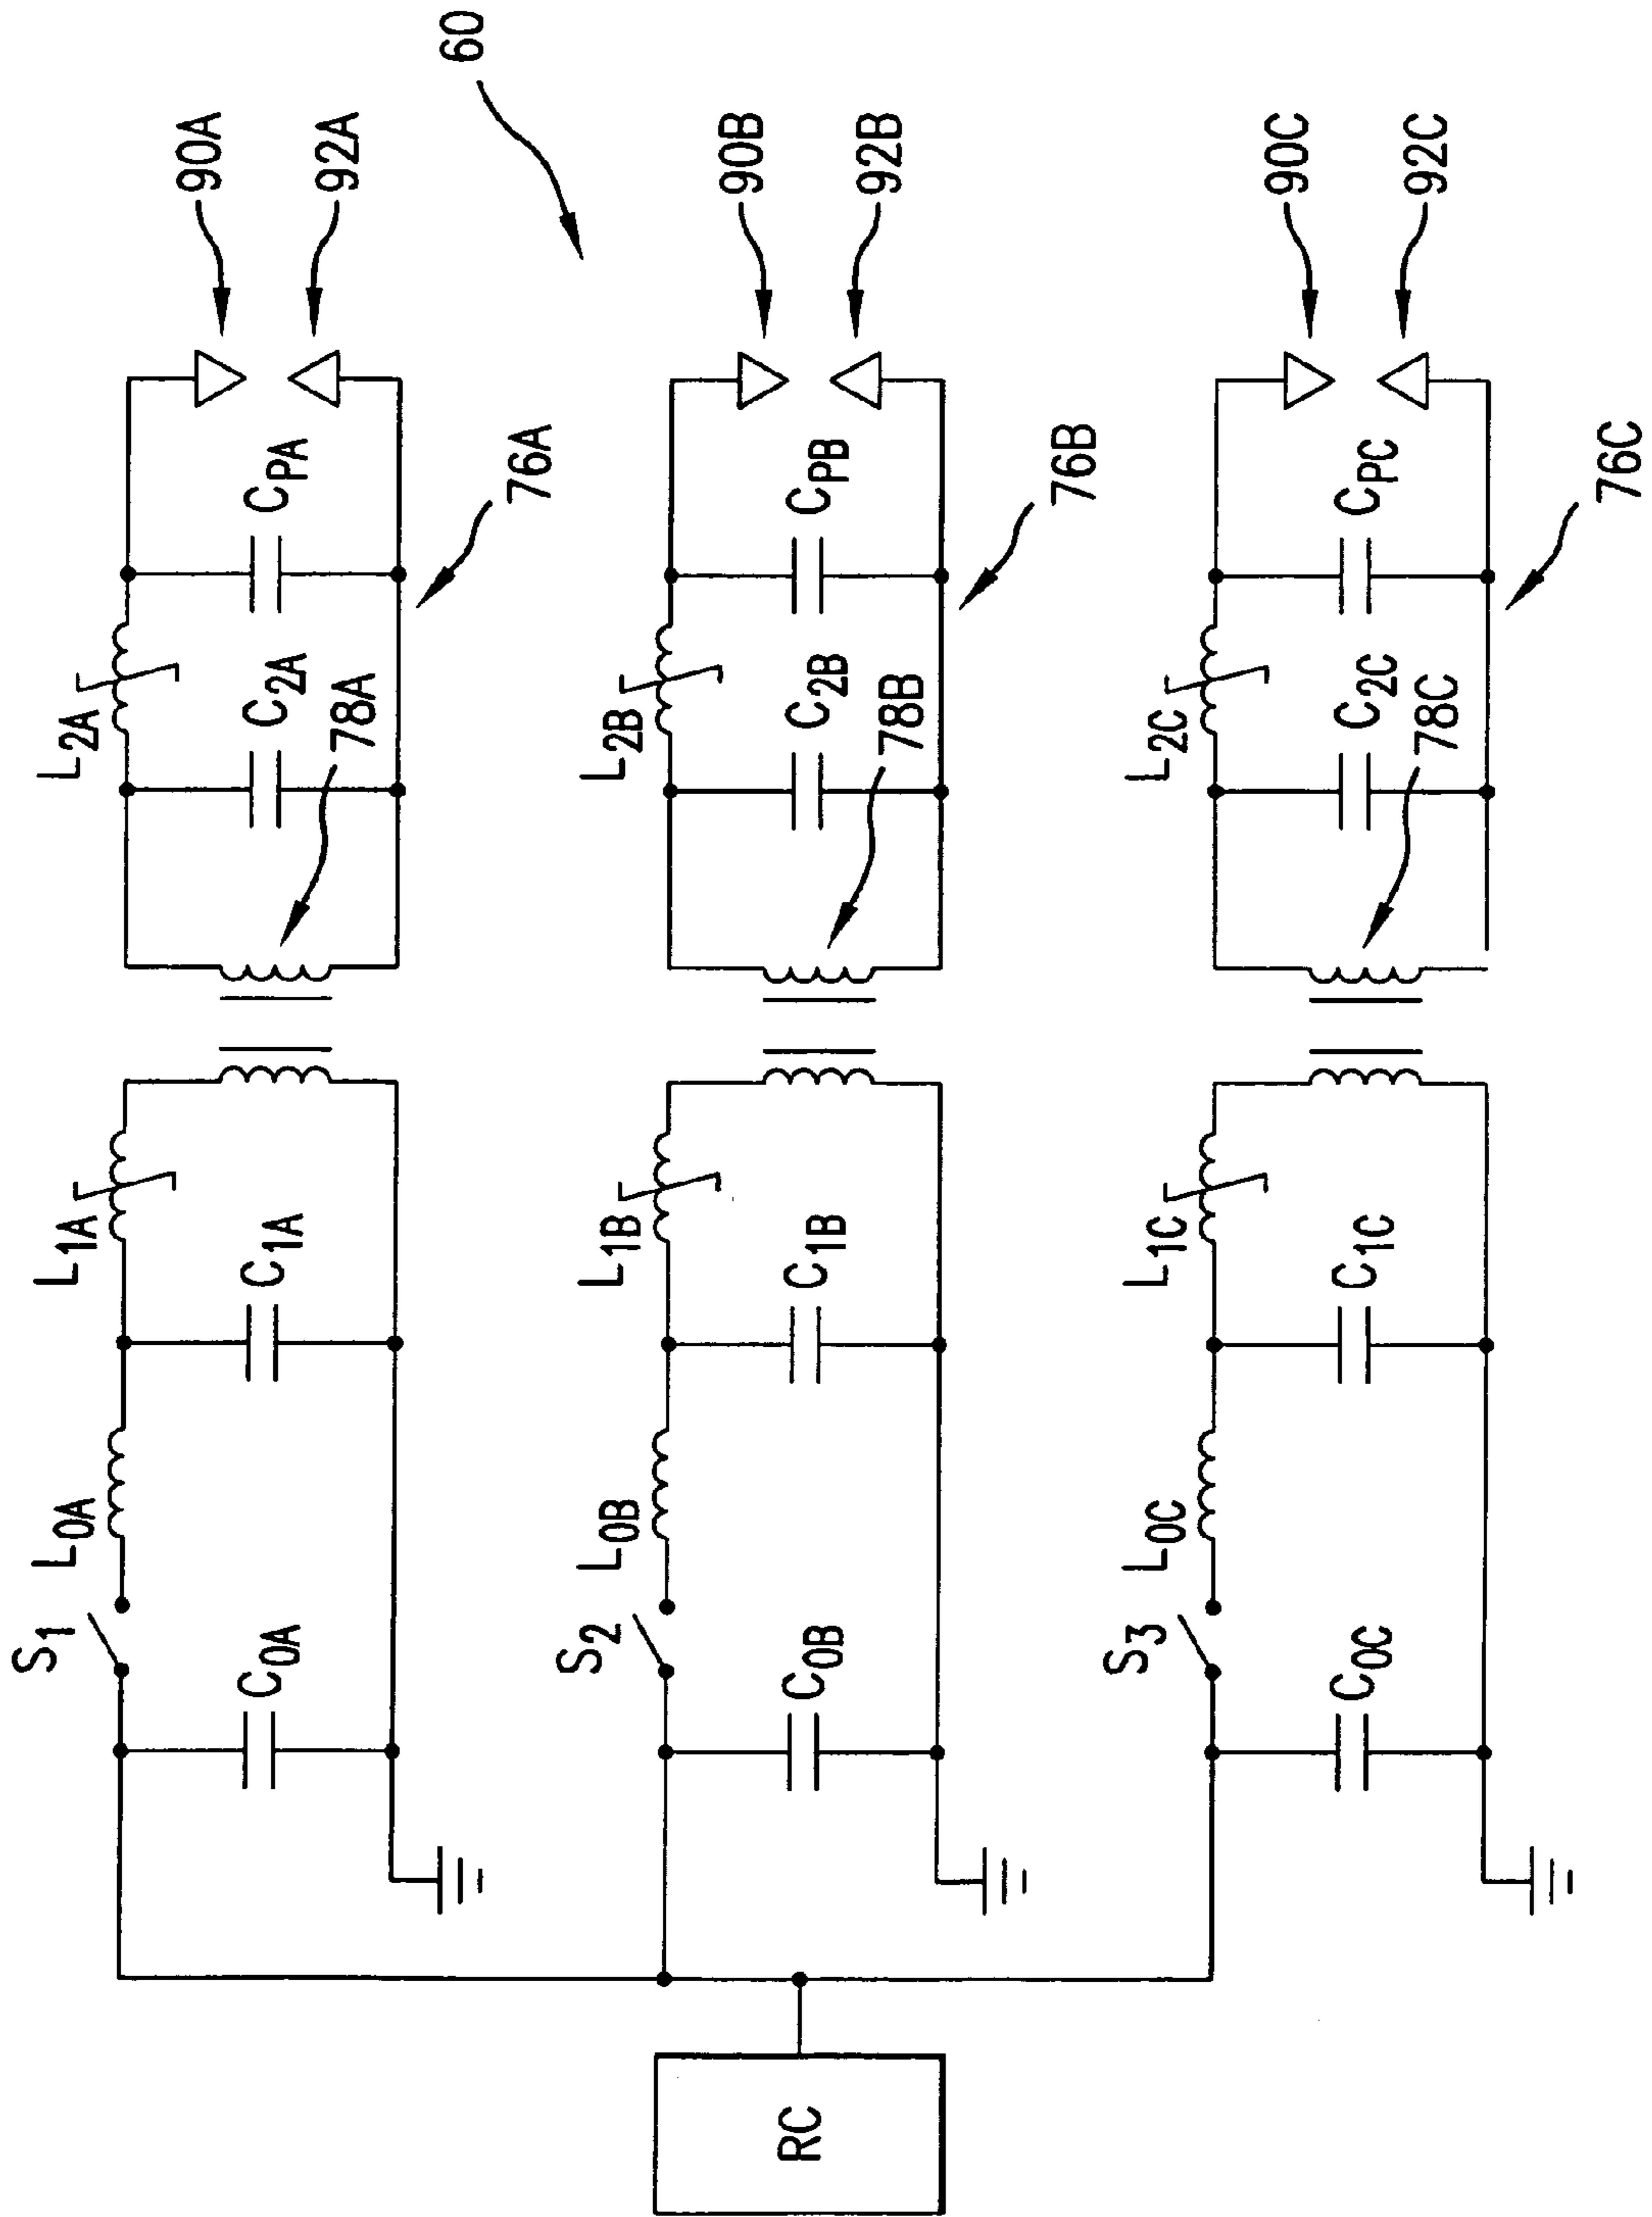 60
90A
92A
L2A
C2A
CPA
78A
76A
S1
L0A
L1A
C0A
C1A
90B
92B
L2B
C2B
CPB
78B
76B
S2
L0B
L1B
C0B
C1B
90C
92C
L2C
C2C
CPC
78C
76C
S3
L0C
L1C
C0C
C1C
RC